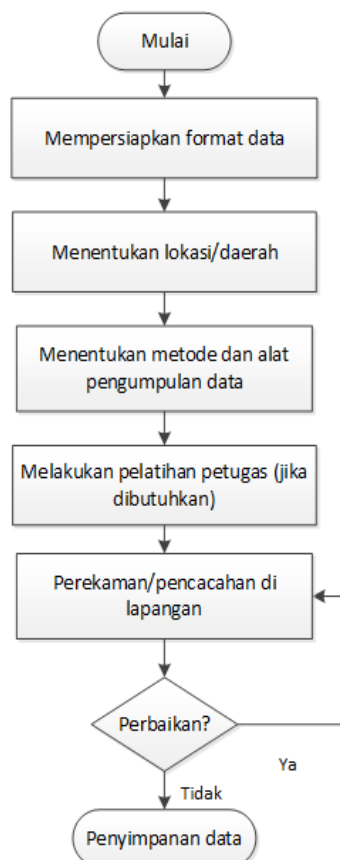 Mulai
Mempersiapkan format data
Menentukan lokasi/daerah
Menentukan metode dan alat
pengumpulan data
Melakukan pelatihan petugas (jika
dibutuhkan)
Perekaman/pencacahan di
lapangan
Perbaikan?
Ya
Tidak
Penyimpanan data